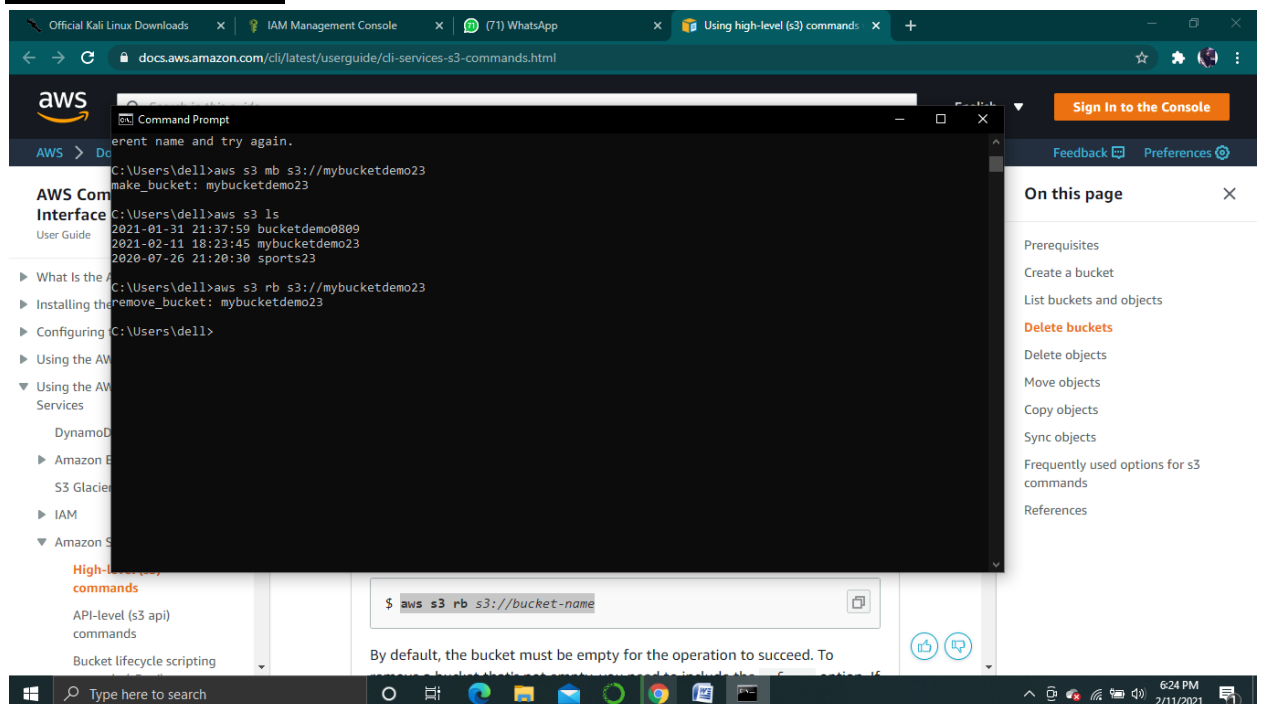 Official Kali Linux Downloads
IAM Management Console
(71) WhatsApp
Using high-level (s3) commands
docs.aws.amazon.com/cli/latest/userguide/cli-services-s3-commands.html
aws
Sign In to the Console
AWS
Feedback
Preferences
Command Prompt
erent name and try again.
C:\Users\dell>aws s3 mb s3://mybucketdemo23
make_bucket: mybucketdemo23
C:\Users\dell>aws s3 ls
2021-01-31 21:37:59 bucketdemo0809
2021-02-11 18:23:45 mybucketdemo23
2020-07-26 21:20:30 sports23
C:\Users\dell>aws s3 rb s3://mybucketdemo23
remove_bucket: mybucketdemo23
C:\Users\dell>
AWS Com
Interface
User Guide
What Is the A
Installing the
Configuring
Using the AW
Using the AW
Services
DynamoD
Amazon E
S3 Glacier
IAM
Amazon S
High-level (s3)
commands
API-level (s3 api)
commands
Bucket lifecycle scripting
$ aws s3 rb s3://bucket-name
By default, the bucket must be empty for the operation to succeed. To
On this page
Prerequisites
Create a bucket
List buckets and objects
Delete buckets
Delete objects
Move objects
Copy objects
Sync objects
Frequently used options for s3
commands
References
Type here to search
6:24 PM
2/11/2021